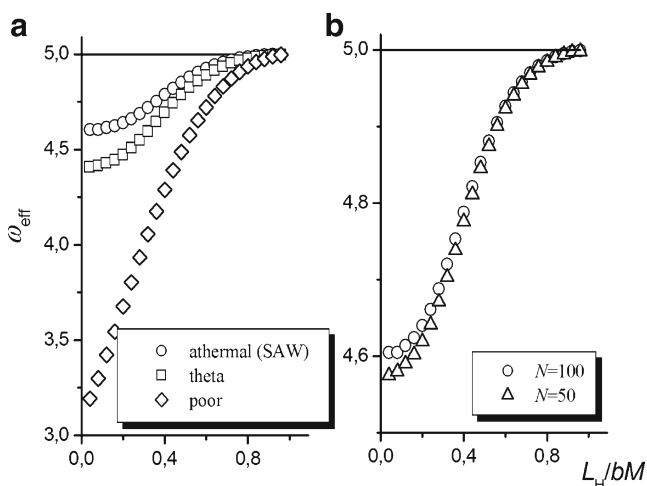 a
ω_eff
5,0
4,5
4,0
3,5
3,0
0,0
0,4
0,8
athermal (SAW)
theta
poor
b
5,0
4,8
4,6
0,0
0,4
0,8
L_H/bM
N=100
N=50